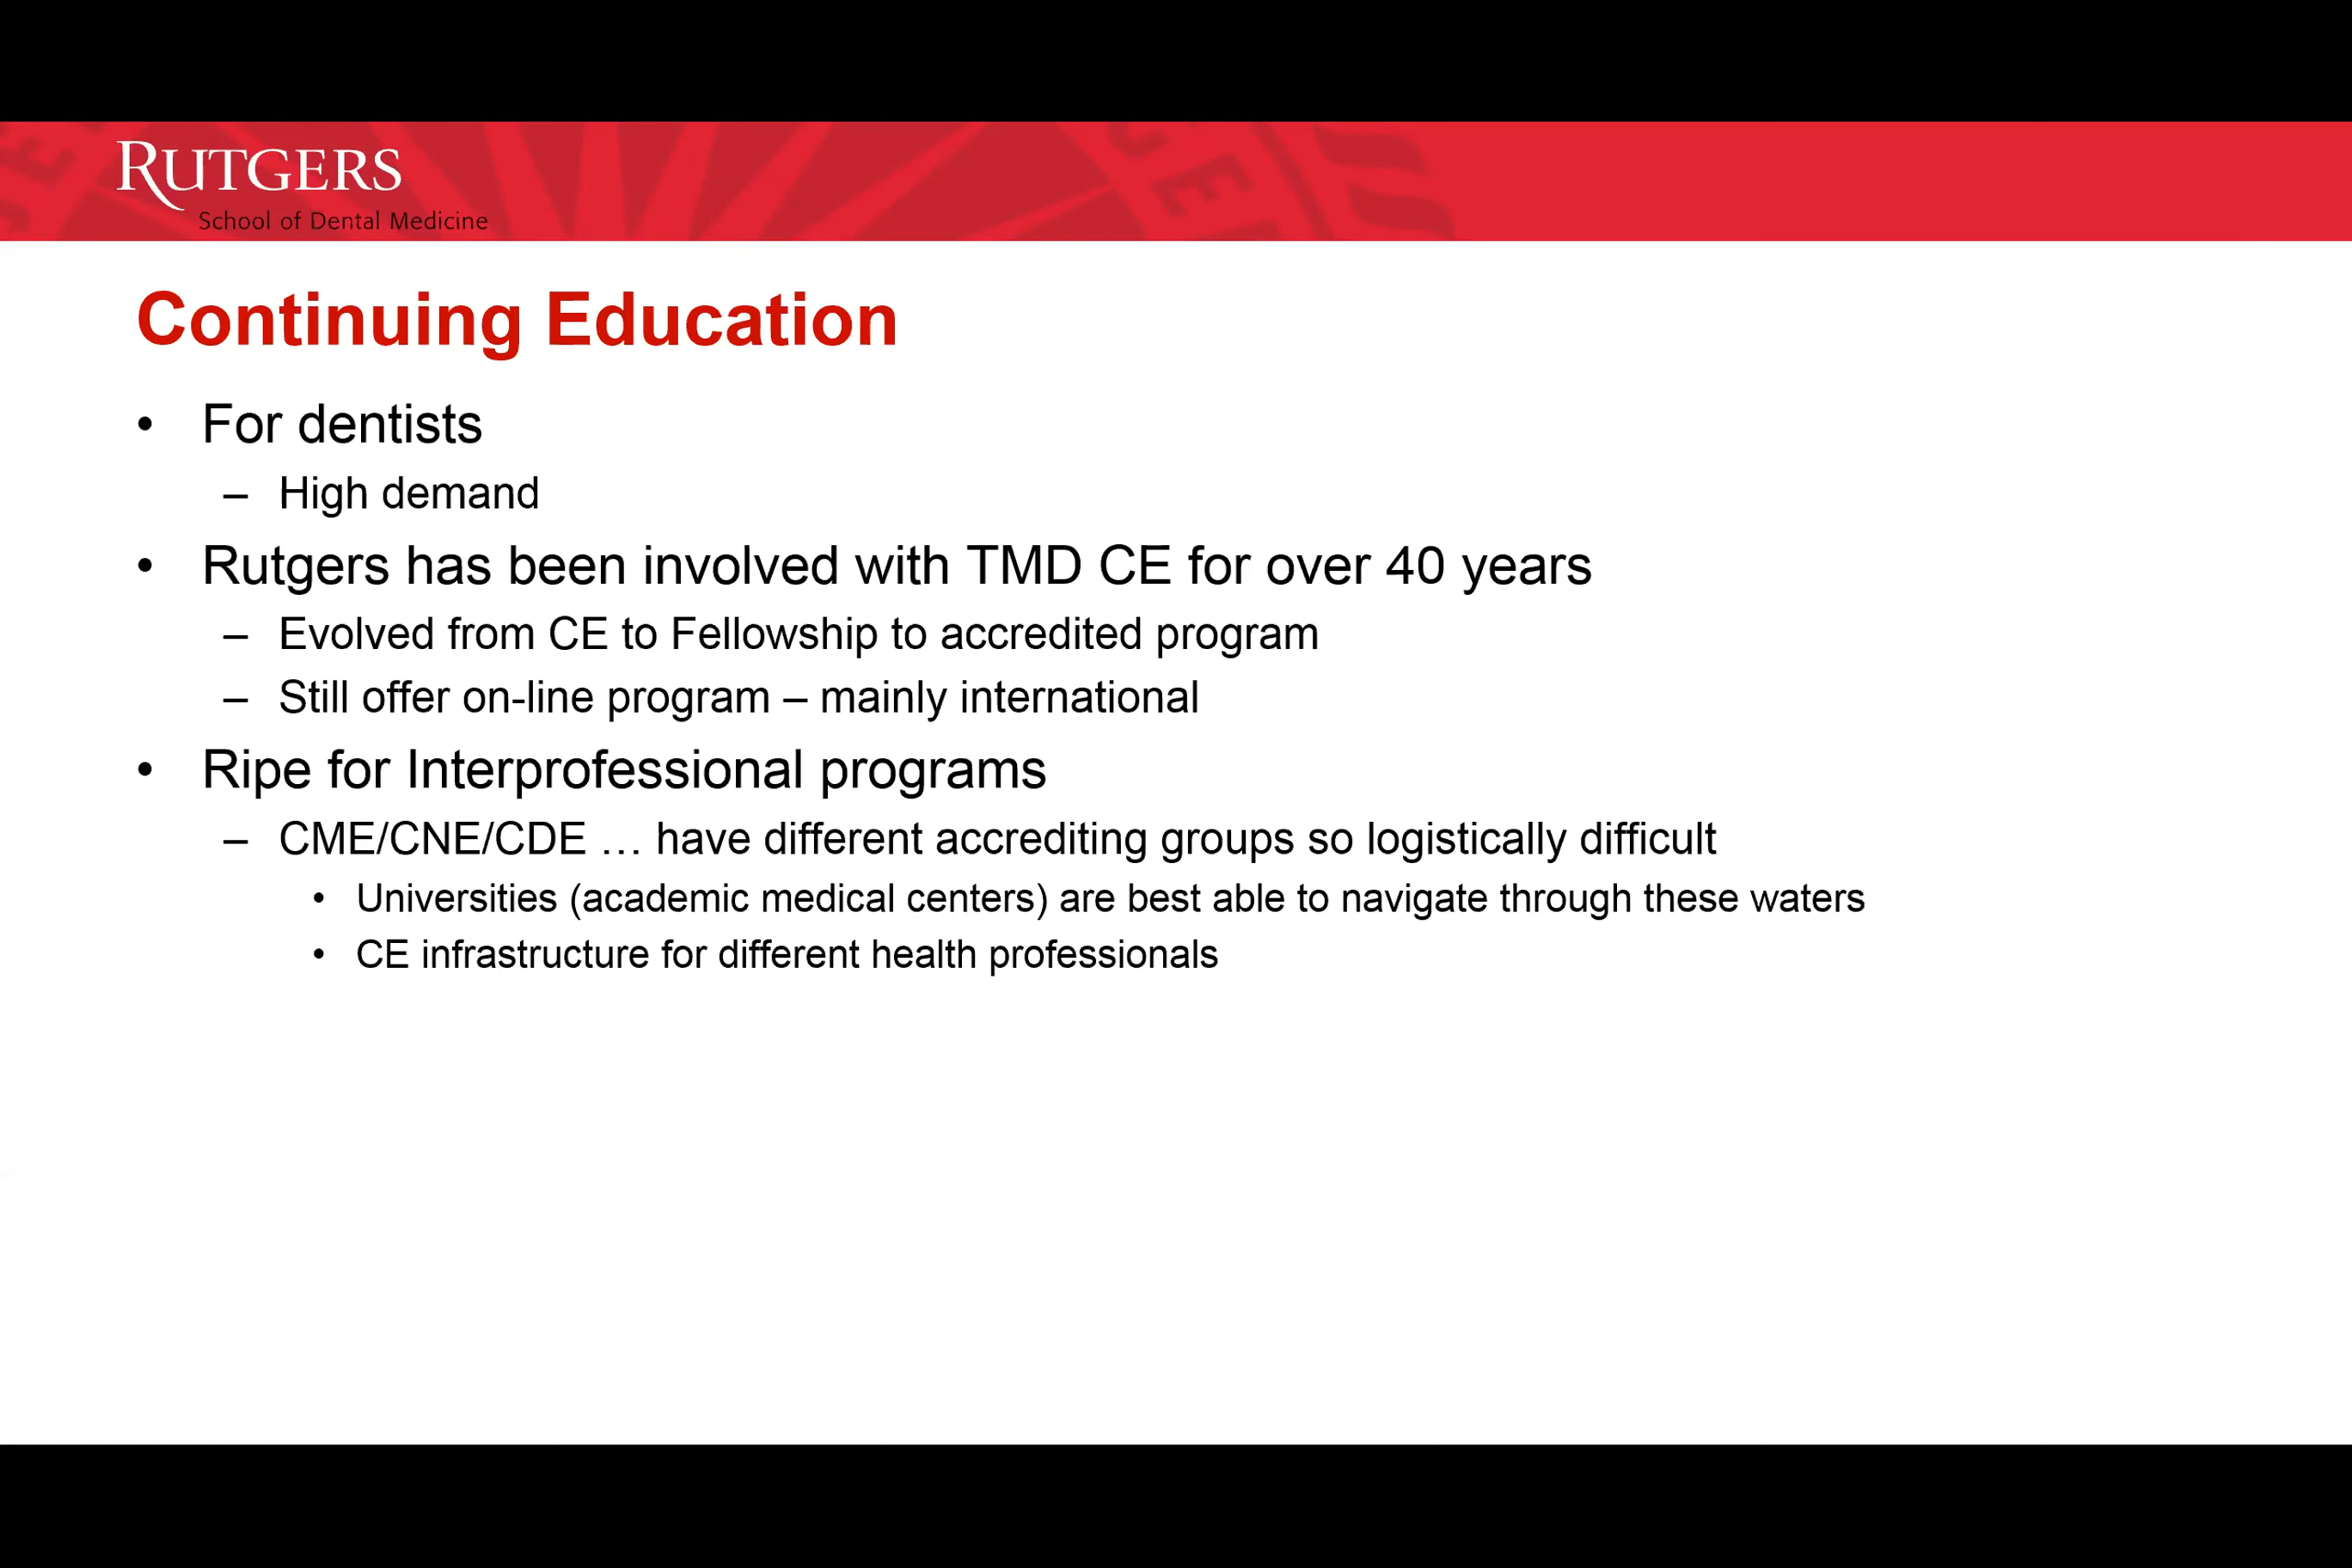 RUTGERS
School of Dental Medicine
Continuing Education
• For dentists
– High demand
• Rutgers has been involved with TMD CE for over 40 years
– Evolved from CE to Fellowship to accredited program
– Still offer on-line program – mainly international
• Ripe for Interprofessional programs
– CME/CNE/CDE … have different accrediting groups so logistically difficult
• Universities (academic medical centers) are best able to navigate through these waters
• CE infrastructure for different health professionals